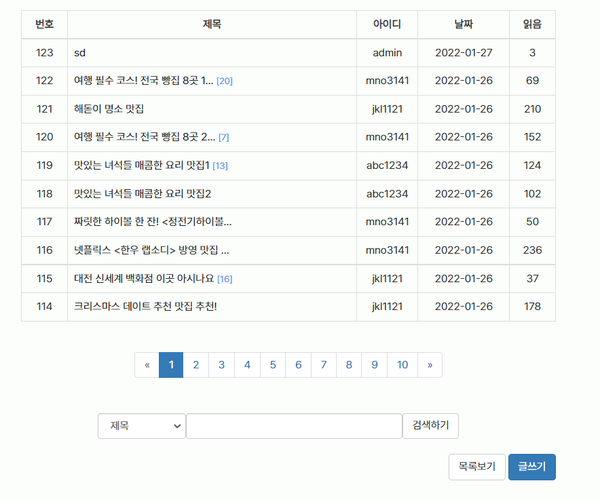 번호 제목 아이디 날짜 읽음
123 sd admin 2022-01-27 3
122 여행 필수 코스! 전국 빵집 8곳 1... [20] mno3141 2022-01-26 69
121 해돋이 명소 맛집 jkl1121 2022-01-26 210
120 여행 필수 코스! 전국 빵집 8곳 2... [7] mno3141 2022-01-26 152
119 맛있는 녀석들 매콤한 요리 맛집1 [13] abc1234 2022-01-26 124
118 맛있는 녀석들 매콤한 요리 맛집2 abc1234 2022-01-26 102
117 짜릿한 하이볼 한 잔! <정전기하이볼... mno3141 2022-01-26 50
116 넷플릭스 <한우 랩소디> 방영 맛집 ... mno3141 2022-01-26 236
115 대전 신세계 백화점 이곳 아시나요 [16] jkl1121 2022-01-26 37
114 크리스마스 데이트 추천 맛집 추천! jkl1121 2022-01-26 178
« 1 2 3 4 5 6 7 8 9 10 »
제목 검색하기
목록보기 글쓰기